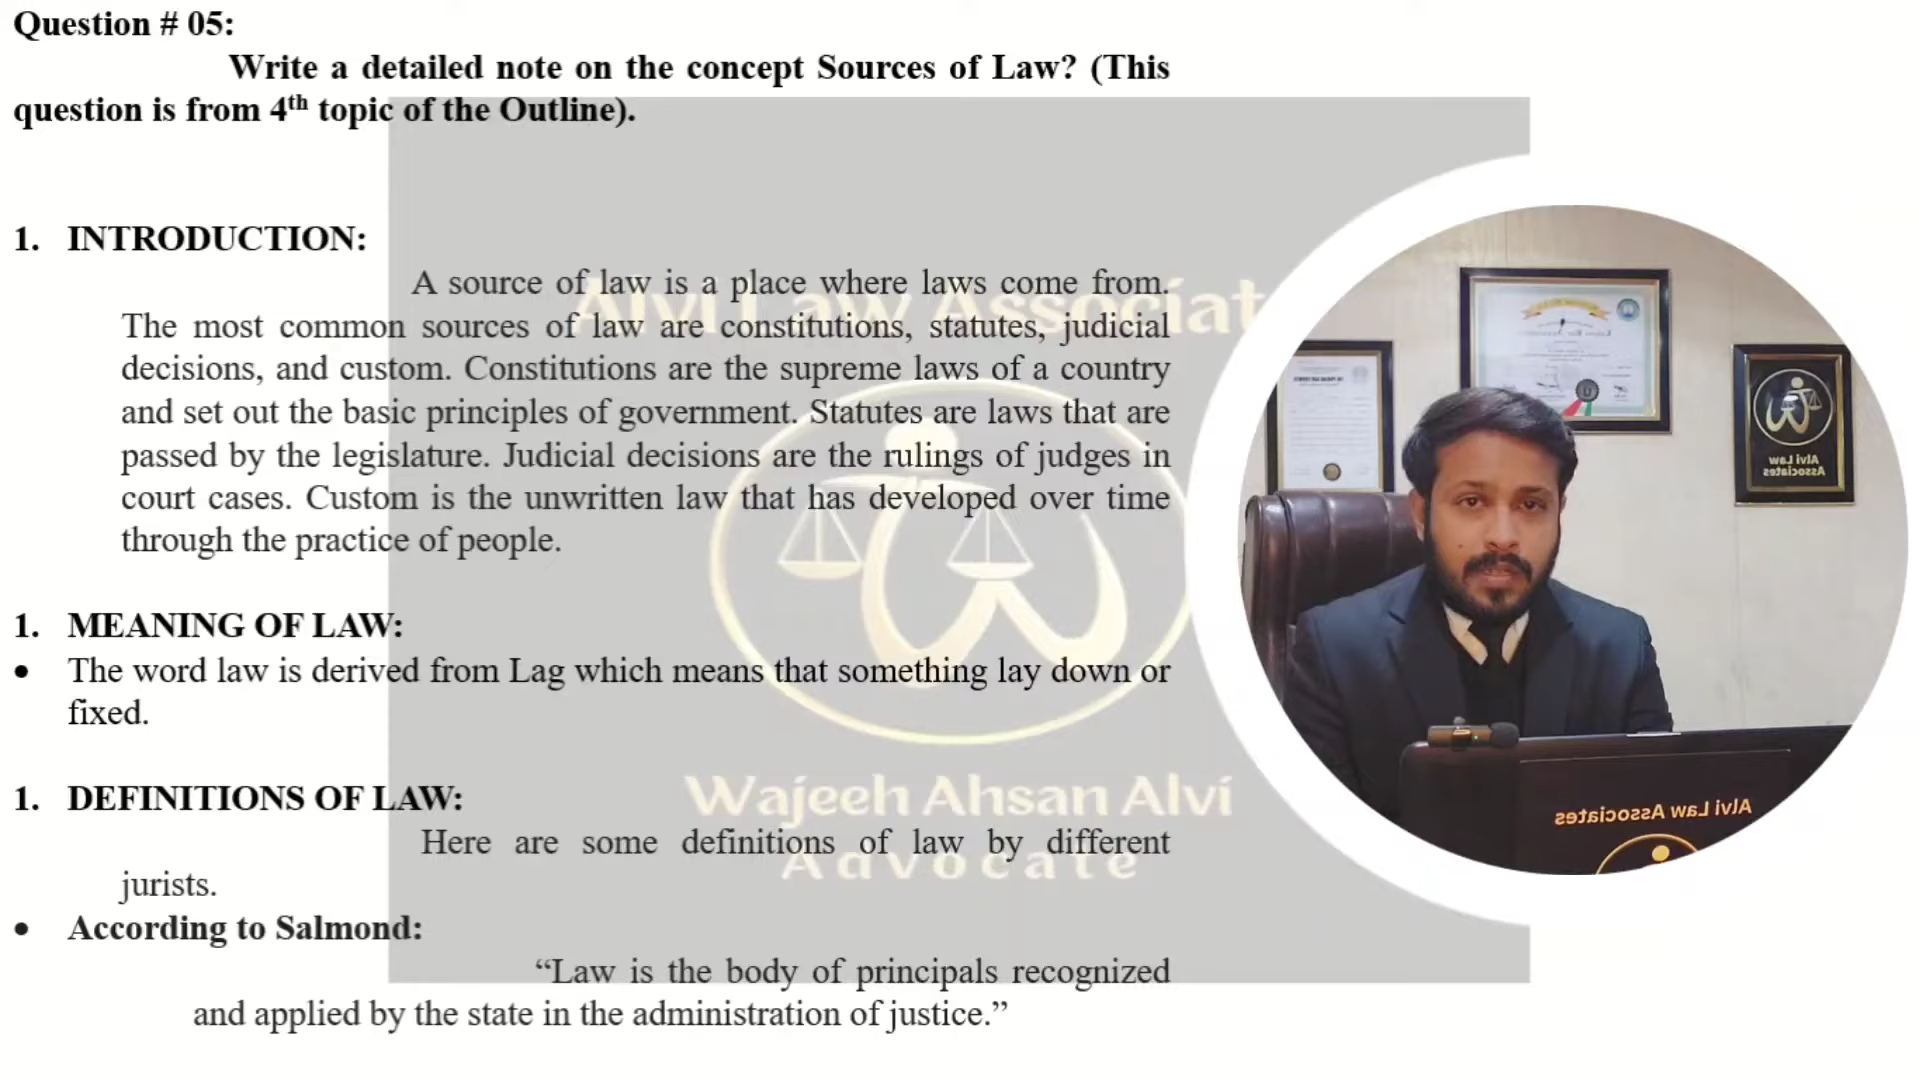 Question # 05:
Write a detailed note on the concept Sources of Law? (This
question is from 4th topic of the Outline).
1. INTRODUCTION:
A source of law is a place where laws come from.
The most common sources of law are constitutions, statutes, judicial
decisions, and custom. Constitutions are the supreme laws of a country
and set out the basic principles of government. Statutes are laws that are
passed by the legislature. Judicial decisions are the rulings of judges in
court cases. Custom is the unwritten law that has developed over time
through the practice of people.
1. MEANING OF LAW:
• The word law is derived from Lag which means that something lay down or
fixed.
1. DEFINITIONS OF LAW:
Here are some definitions of law by different
jurists.
• According to Salmond:
“Law is the body of principals recognized
and applied by the state in the administration of justice.”
Alvi Law Associat
Wajeeh Ahsan Alvi
Advocate
Alvi Law
Associates
Alvi Law Associates